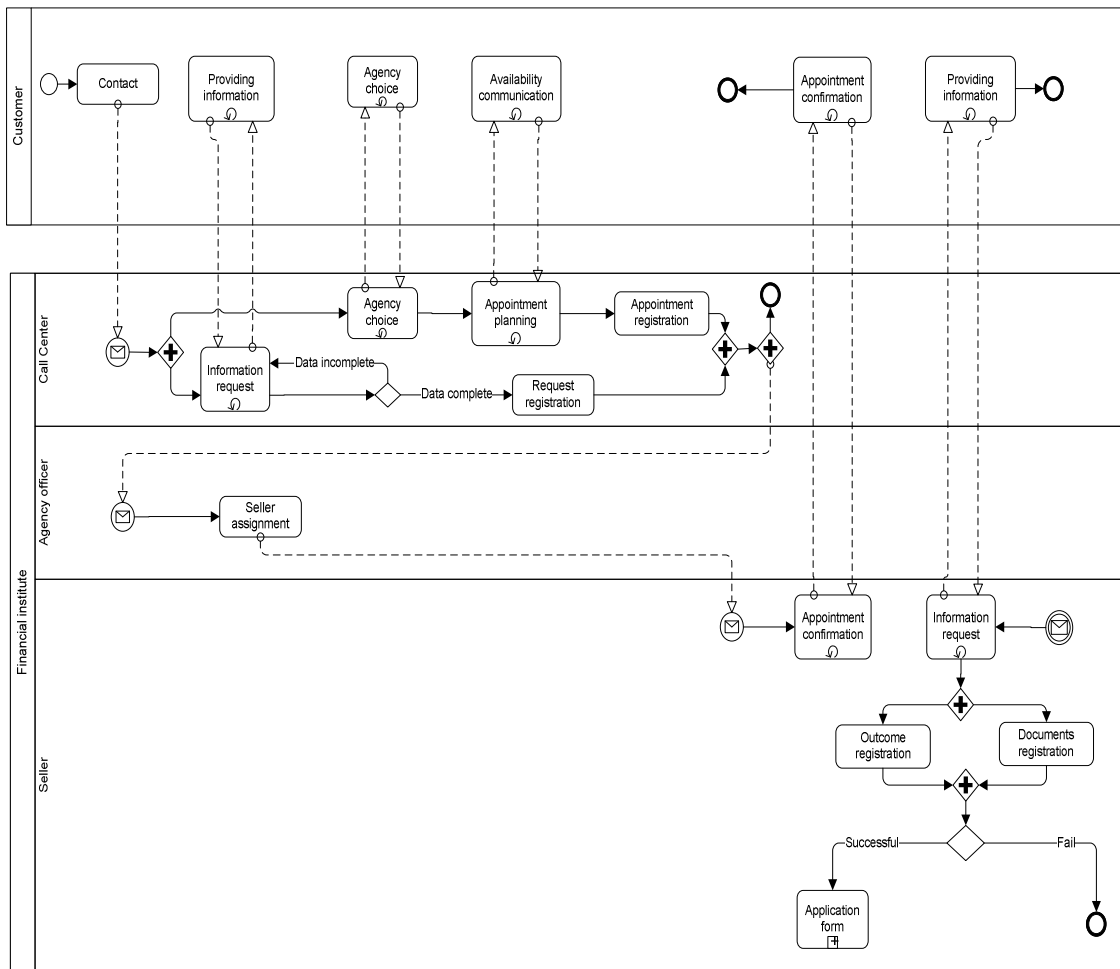 Customer
Contact
Providing
information
Agency
choice
Availability
communication
Appointment
confirmation
Providing
information
Financial institute
Call Center
Agency
choice
Appointment
planning
Appointment
registration
Information
request
Data incomplete
Data complete
Request
registration
Agency officer
Seller
assignment
Seller
Appointment
confirmation
Information
request
Outcome
registration
Documents
registration
Successful
Fail
Application
form